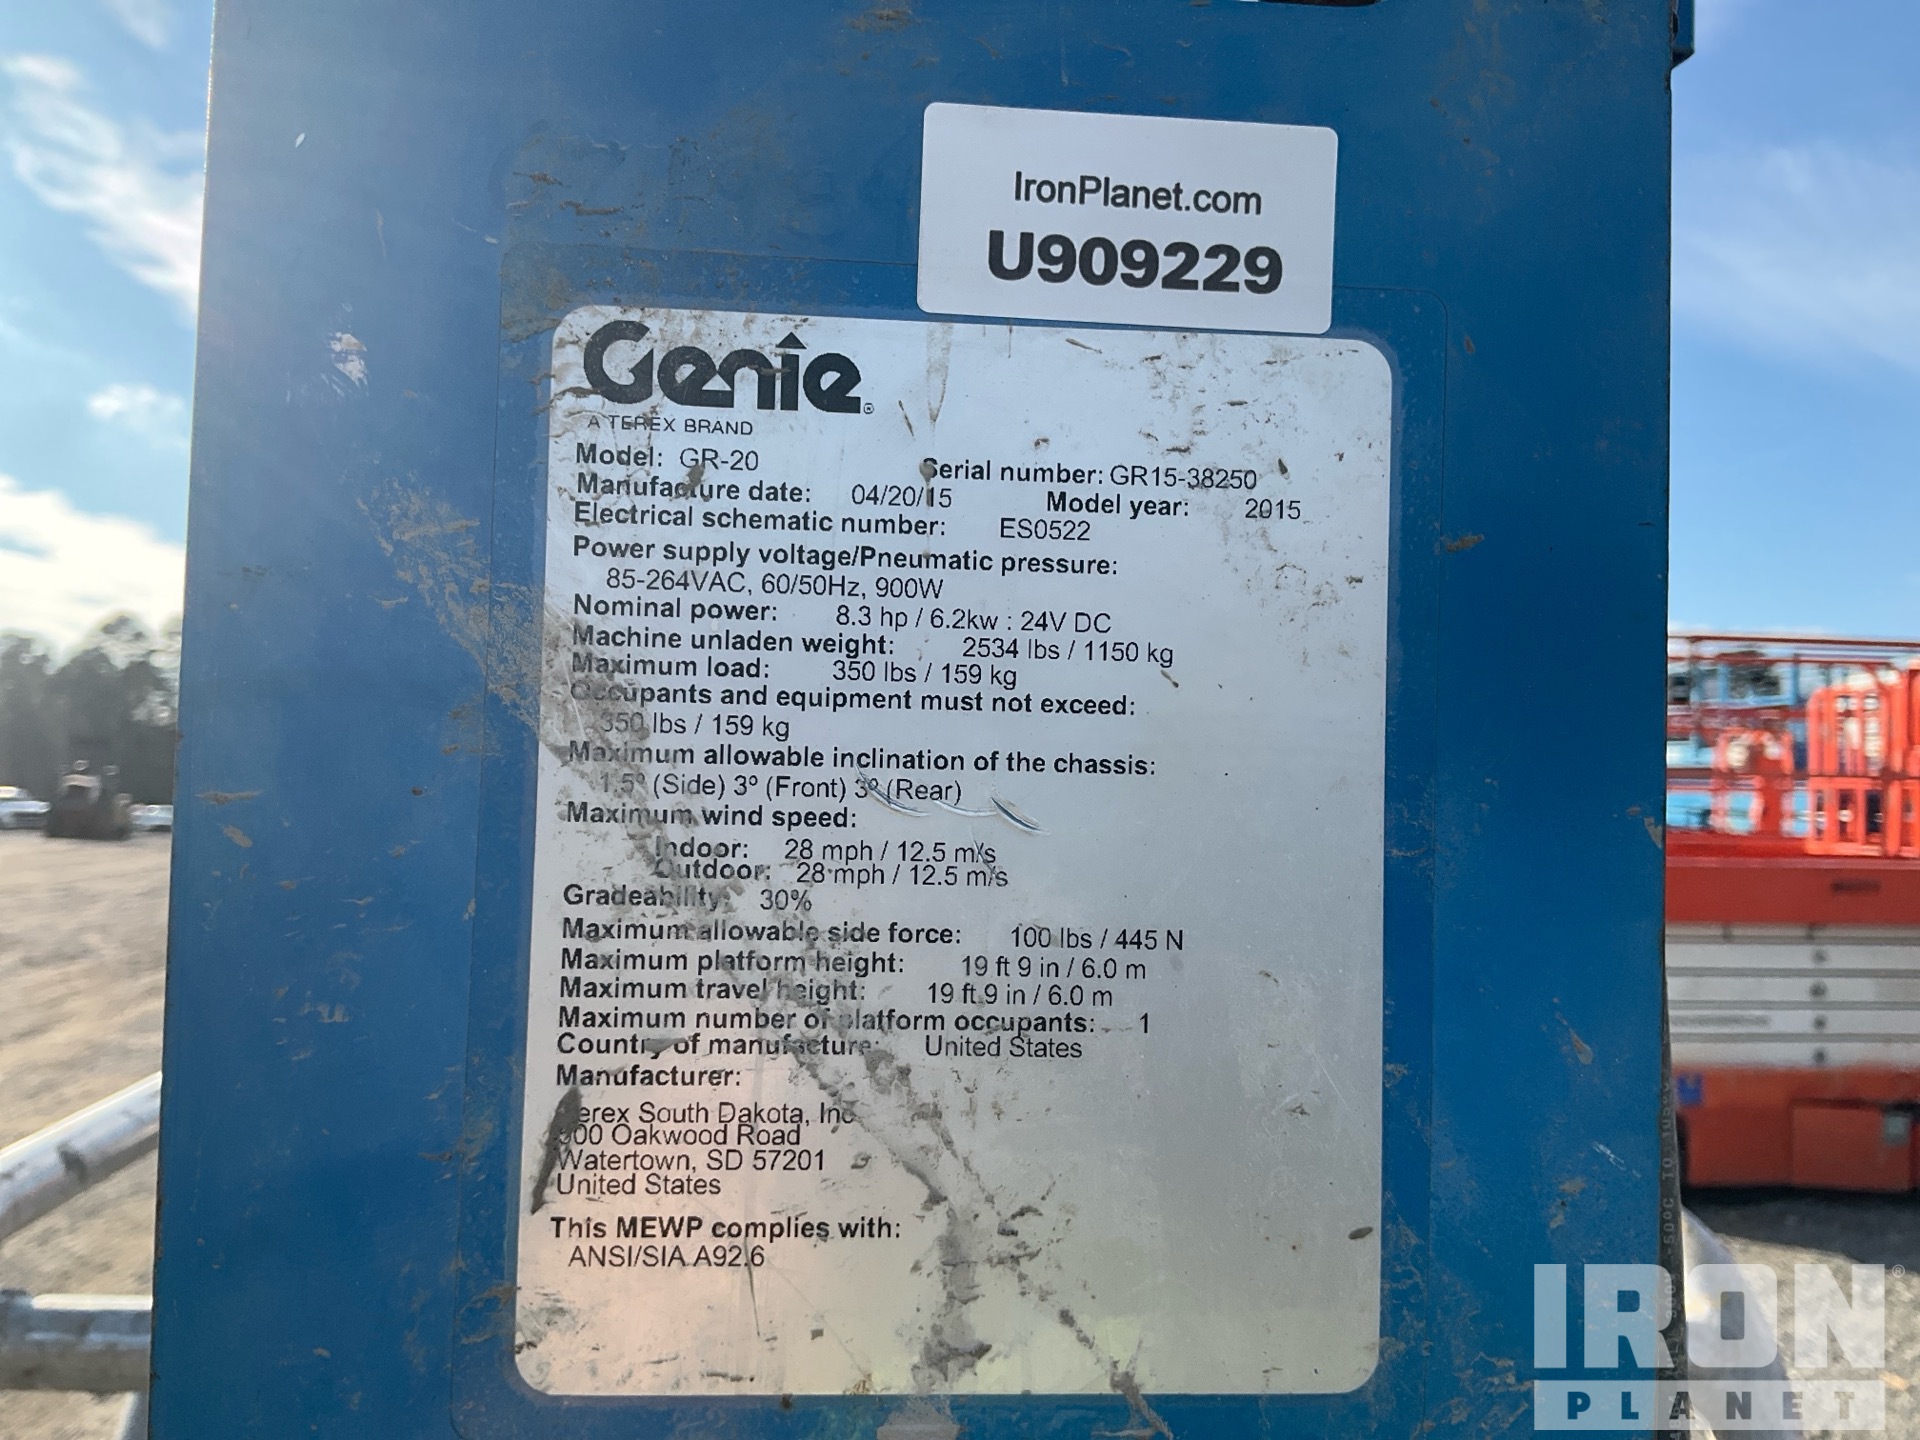 IronPlanet.com
U909229
Genie®
A TEREX BRAND
Model: GR-20
Serial number: GR15-38250
Manufacture date: 04/20/15 Model year: 2015
Electrical schematic number: ES0522
Power supply voltage/Pneumatic pressure:
85-264VAC, 60/50Hz, 900W
Nominal power: 8.3 hp / 6.2kw : 24V DC
Machine unladen weight: 2534 lbs / 1150 kg
Maximum load: 350 lbs / 159 kg
Occupants and equipment must not exceed:
350 lbs / 159 kg
Maximum allowable inclination of the chassis:
1.5º (Side) 3º (Front) 3º (Rear)
Maximum wind speed:
Indoor: 28 mph / 12.5 m/s
Outdoor: 28 mph / 12.5 m/s
Gradeability: 30%
Maximum allowable side force: 100 lbs / 445 N
Maximum platform height: 19 ft 9 in / 6.0 m
Maximum travel height: 19 ft 9 in / 6.0 m
Maximum number of platform occupants: 1
Country of manufacture: United States
Manufacturer:
Terex South Dakota, Inc
500 Oakwood Road
Watertown, SD 57201
United States
This MEWP complies with:
ANSI/SIA A92.6
IRON®
PLANET